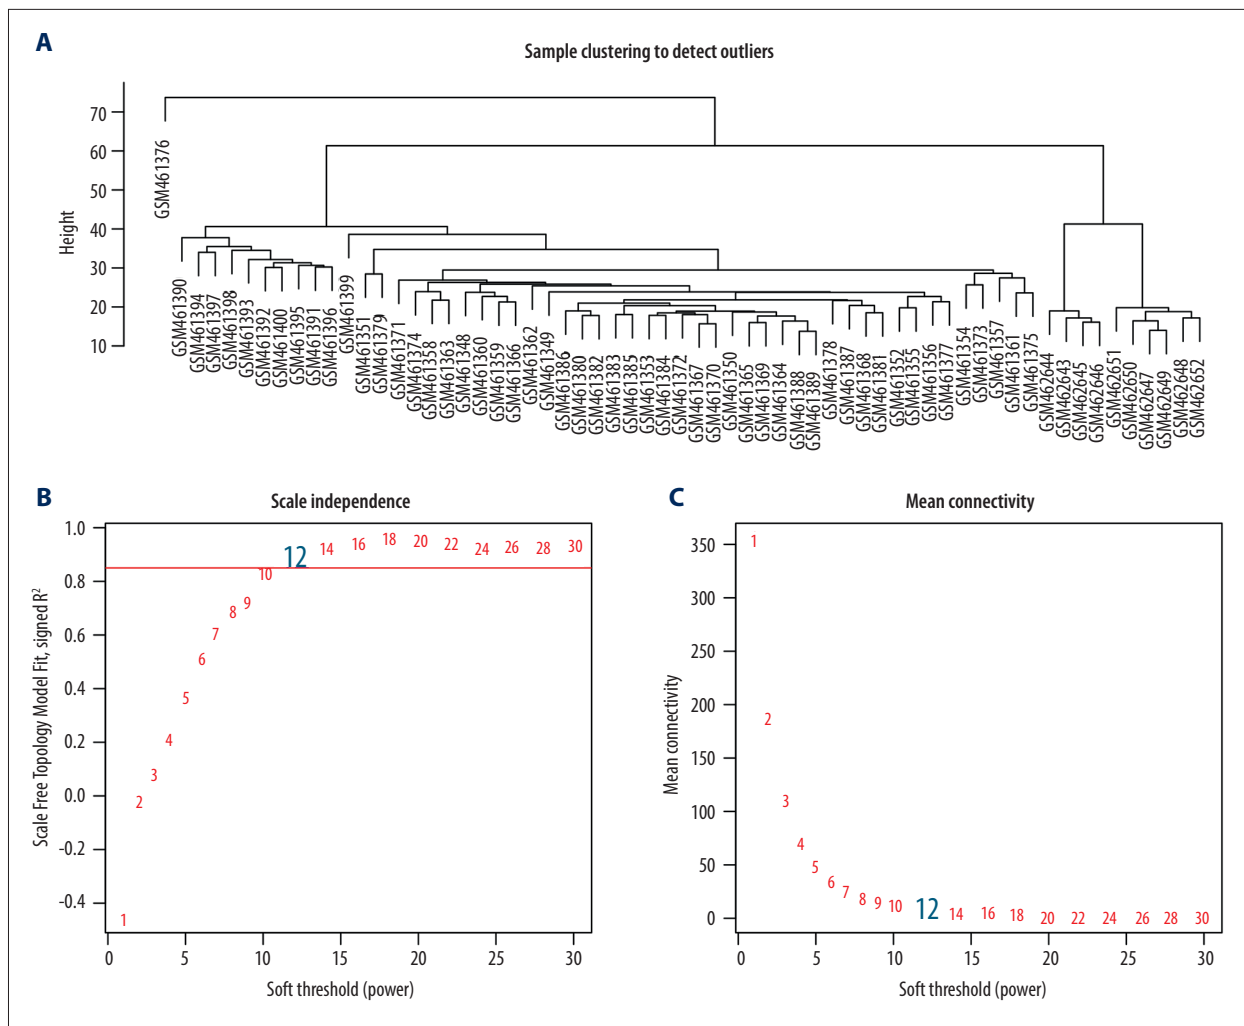 A
Sample clustering to detect outliers
Height
70
60
50
40
30
20
10
GSM461376
GSM461390
GSM461394
GSM461397
GSM461398
GSM461393
GSM461392
GSM461400
GSM461395
GSM461391
GSM461396
GSM461399
GSM461351
GSM461379
GSM461371
GSM461374
GSM461358
GSM461363
GSM461348
GSM461360
GSM461359
GSM461366
GSM461362
GSM461349
GSM461386
GSM461380
GSM461382
GSM461383
GSM461385
GSM461353
GSM461384
GSM461372
GSM461367
GSM461370
GSM461350
GSM461365
GSM461369
GSM461364
GSM461388
GSM461389
GSM461378
GSM461387
GSM461368
GSM461381
GSM461352
GSM461355
GSM461356
GSM461377
GSM461354
GSM461373
GSM461357
GSM461361
GSM461375
GSM462644
GSM462643
GSM462645
GSM462646
GSM462651
GSM462650
GSM462647
GSM462649
GSM462648
GSM462652
B
Scale independence
Scale Free Topology Model Fit, signed R²
1.0
0.8
0.6
0.4
0.2
0.0
-0.2
-0.4
1
2
3
4
5
6
7
8
9
10
12
14
16
18
20
22
24
26
28
30
0
5
10
15
20
25
30
Soft threshold (power)
C
Mean connectivity
Mean connectivity
350
300
250
200
150
100
50
0
1
2
3
4
5
6
7
8
9
10
12
14
16
18
20
22
24
26
28
30
0
5
10
15
20
25
30
Soft threshold (power)